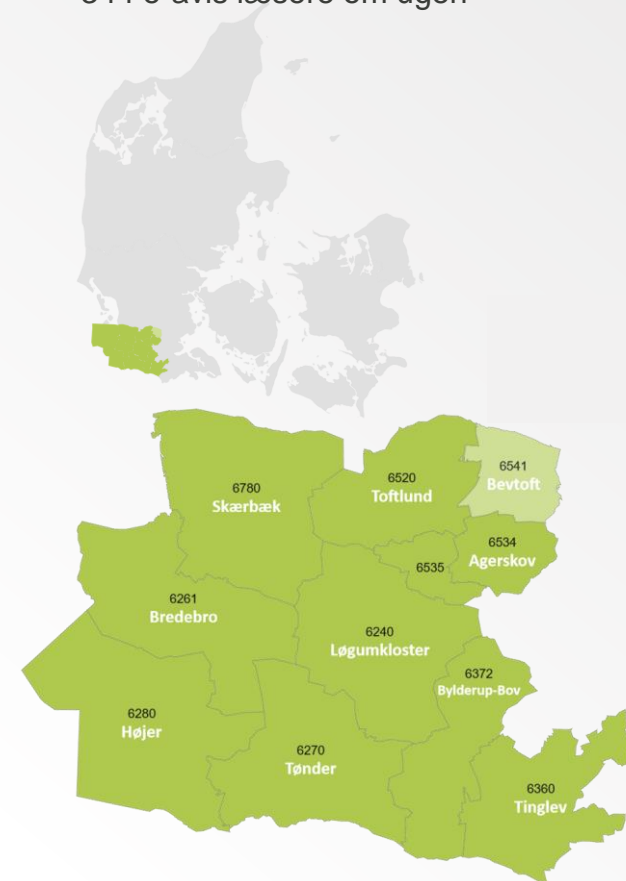 6541
Bevtoft
6520
Toftlund
6780
Skærbæk
6534
Agerskov
6535
6261
Bredebro
6240
Løgumkloster
6372
Bylderup-Bov
6280
Højer
6270
Tønder
6360
Tinglev